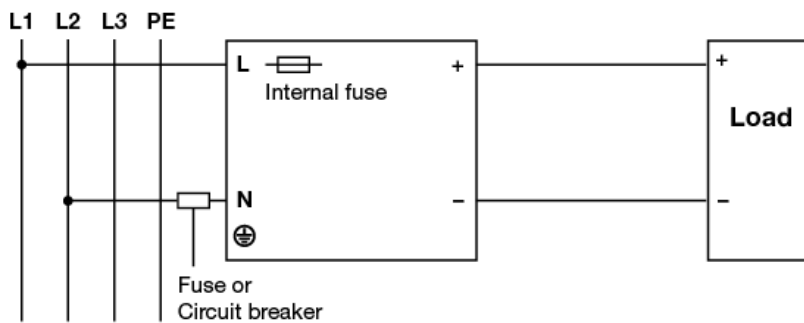 L1 L2 L3 PE
L + +
Internal fuse
Load
N − −
Fuse or
Circuit breaker